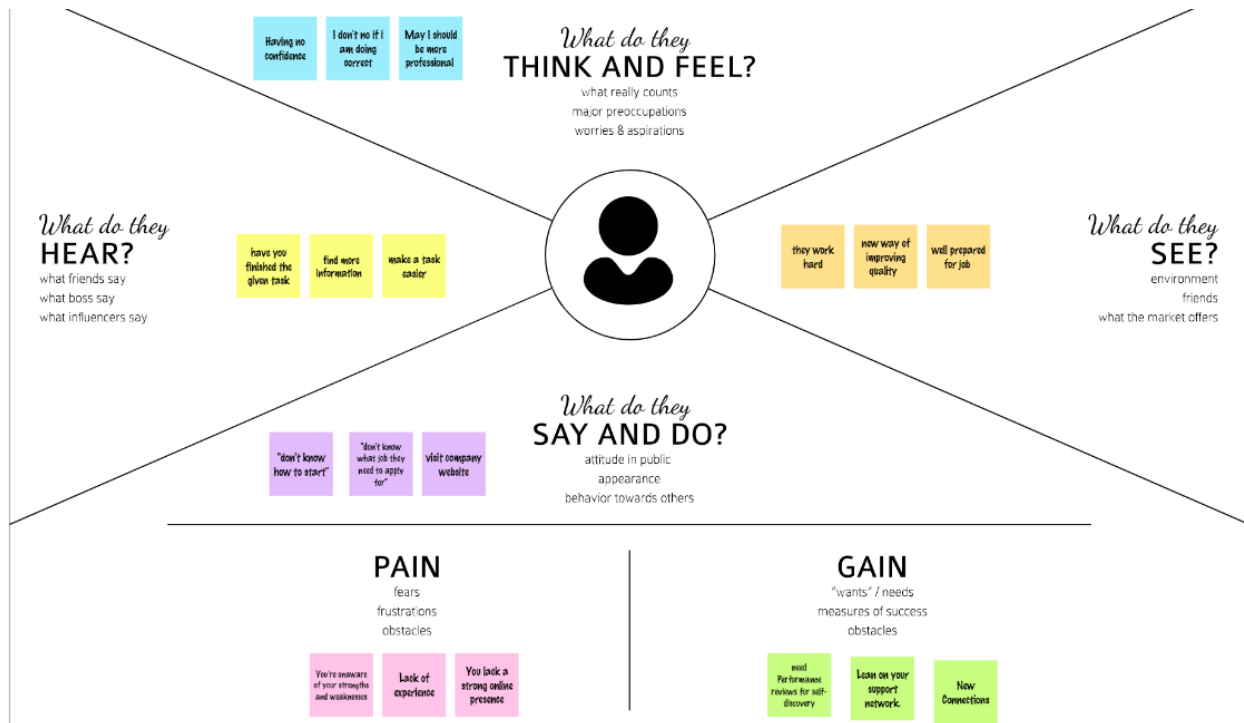 Having no
confidence
I don't no if i
am doing
correct
May I should
be more
professional
What do they
THINK AND FEEL?
what really counts
major preoccupations
worries & aspirations
What do they
HEAR?
what friends say
what boss say
what influencers say
have you
finished the
given task
find more
information
make a task
easier
they work
hard
new way of
improving
quality
well prepared
for job
What do they
SEE?
environment
friends
what the market offers
What do they
SAY AND DO?
attitude in public
appearance
behavior towards others
"don't know
how to start"
"don't know
what job they
need to apply
for"
visit company
website
PAIN
fears
frustrations
obstacles
You're unaware
of your strengths
and weaknesses
Lack of
experience
You lack a
strong online
presence
GAIN
"wants" / needs
measures of success
obstacles
need
Performance
reviews for self-
discovery
Lean on your
support
network.
New
Connections